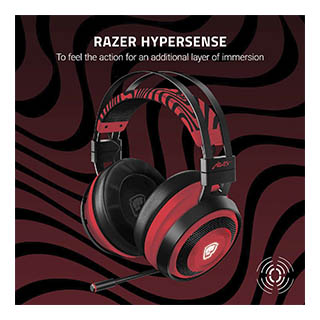 RAZER HYPERSENSE
To feel the action for an additional layer of immersion